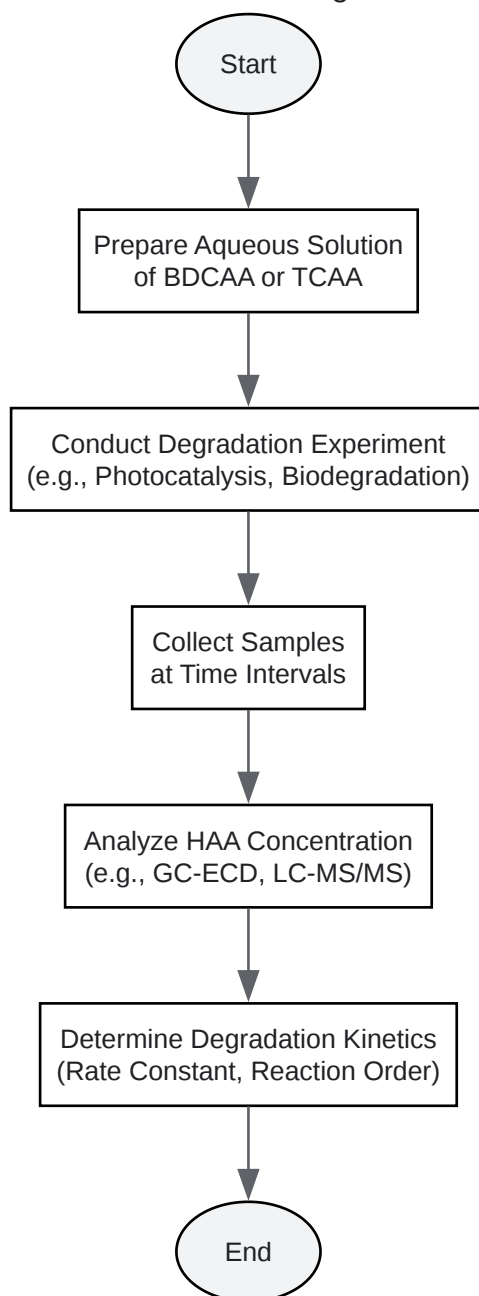 Start
Prepare Aqueous Solution
of BDCAA or TCAA
Conduct Degradation Experiment
(e.g., Photocatalysis, Biodegradation)
Collect Samples
at Time Intervals
Analyze HAA Concentration
(e.g., GC-ECD, LC-MS/MS)
Determine Degradation Kinetics
(Rate Constant, Reaction Order)
End